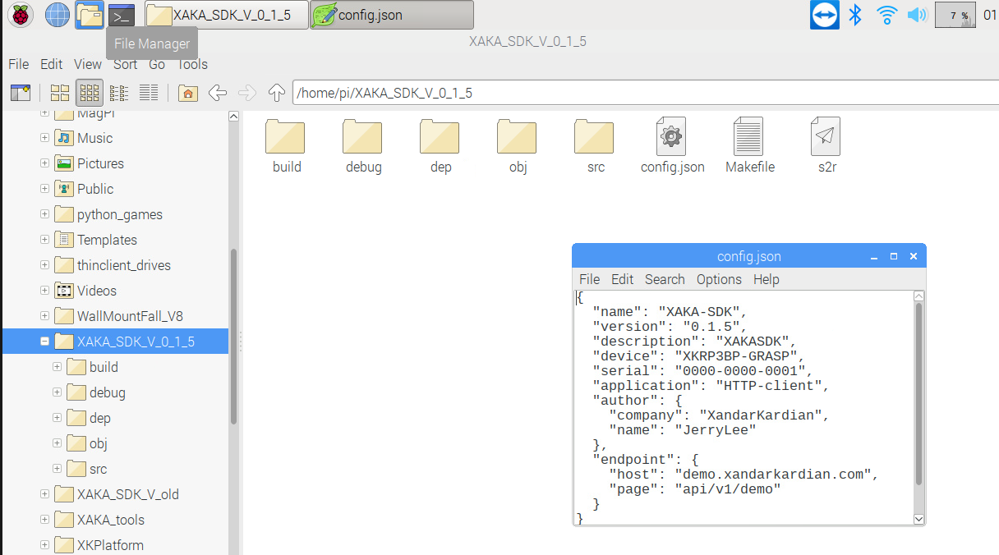 XAKA_SDK_V_0_1_5
config.json
7 %
01
File Manager
XAKA_SDK_V_0_1_5
File Edit View Sort Go Tools
/home/pi/XAKA_SDK_V_0_1_5
MagPi
Music
Pictures
Public
python_games
Templates
thinclient_drives
Videos
WallMountFall_V8
XAKA_SDK_V_0_1_5
build
debug
dep
obj
src
XAKA_SDK_V_old
XAKA_tools
XKPlatform
build debug dep obj src config.json Makefile s2r
config.json
File Edit Search Options Help
{
"name": "XAKA-SDK",
"version": "0.1.5",
"description": "XAKASDK",
"device": "XKRP3BP-GRASP",
"serial": "0000-0000-0001",
"application": "HTTP-client",
"author": {
"company": "XandarKardian",
"name": "JerryLee"
},
"endpoint": {
"host": "demo.xandarkardian.com",
"page": "api/v1/demo"
}
}